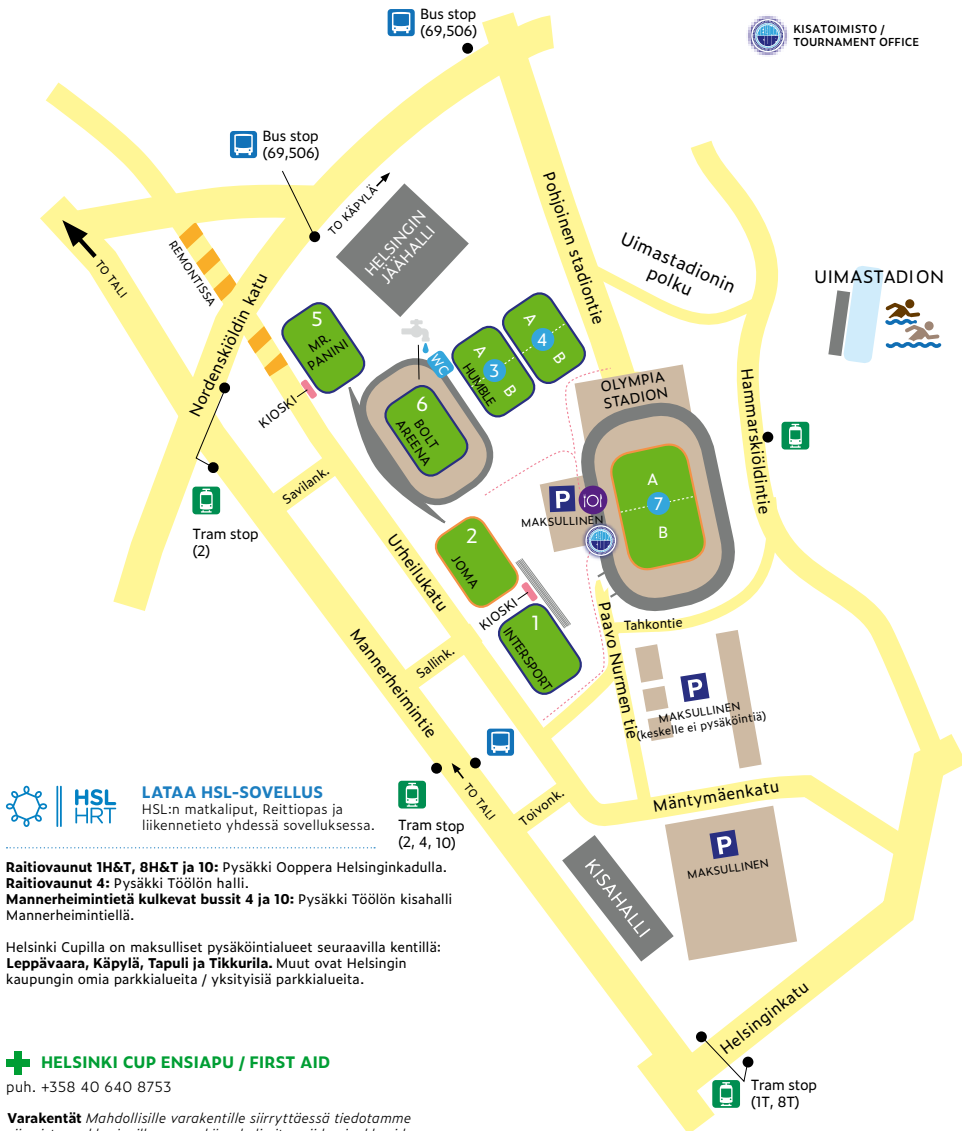 Bus stop
(69,506)
KISATOIMISTO /
TOURNAMENT OFFICE
Bus stop
(69,506)
TO KÄPYLÄ
HELSINGIN
JÄÄHALLI
Pohjoinen stadiontie
Uimastadionin
polku
UIMASTADION
TO TALI
REMONTISSA
Nordenskiöldin katu
5
MR.
PANINI
KIOSKI
WC
A
3
HUMBLE
B
A
4
B
6
BOLT
AREENA
OLYMPIA
STADION
Hammarskiöldintie
A
7
B
P
MAKSULLINEN
Savilank.
Tram stop
(2)
Urheilukatu
2
JOMA
KIOSKI
1
INTERSPORT
Paavo Nurmen tie
Tahkontie
Mannerheimintie
Sallink.
P
MAKSULLINEN
(keskelle ei pysäköintiä)
TO TALI
Toivonk.
Mäntymäenkatu
Tram stop
(2, 4, 10)
P
MAKSULLINEN
KISAHALLI
Helsinginkatu
Tram stop
(1T, 8T)
HSL
HRT
LATAA HSL-SOVELLUS
HSL:n matkaliput, Reittiopas ja
liikennetieto yhdessä sovelluksessa.
Raitiovaunut 1H&T, 8H&T ja 10: Pysäkki Ooppera Helsinginkadulla.
Raitiovaunut 4: Pysäkki Töölön halli.
Mannerheimintietä kulkevat bussit 4 ja 10: Pysäkki Töölön kisahalli
Mannerheimintiellä.
Helsinki Cupilla on maksulliset pysäköintialueet seuraavilla kentillä:
Leppävaara, Käpylä, Tapuli ja Tikkurila. Muut ovat Helsingin
kaupungin omia parkkialueita / yksityisiä parkkialueita.
HELSINKI CUP ENSIAPU / FIRST AID
puh. +358 40 640 8753
Varakentät Mahdollisille varakentille siirryttäessä tiedotamme